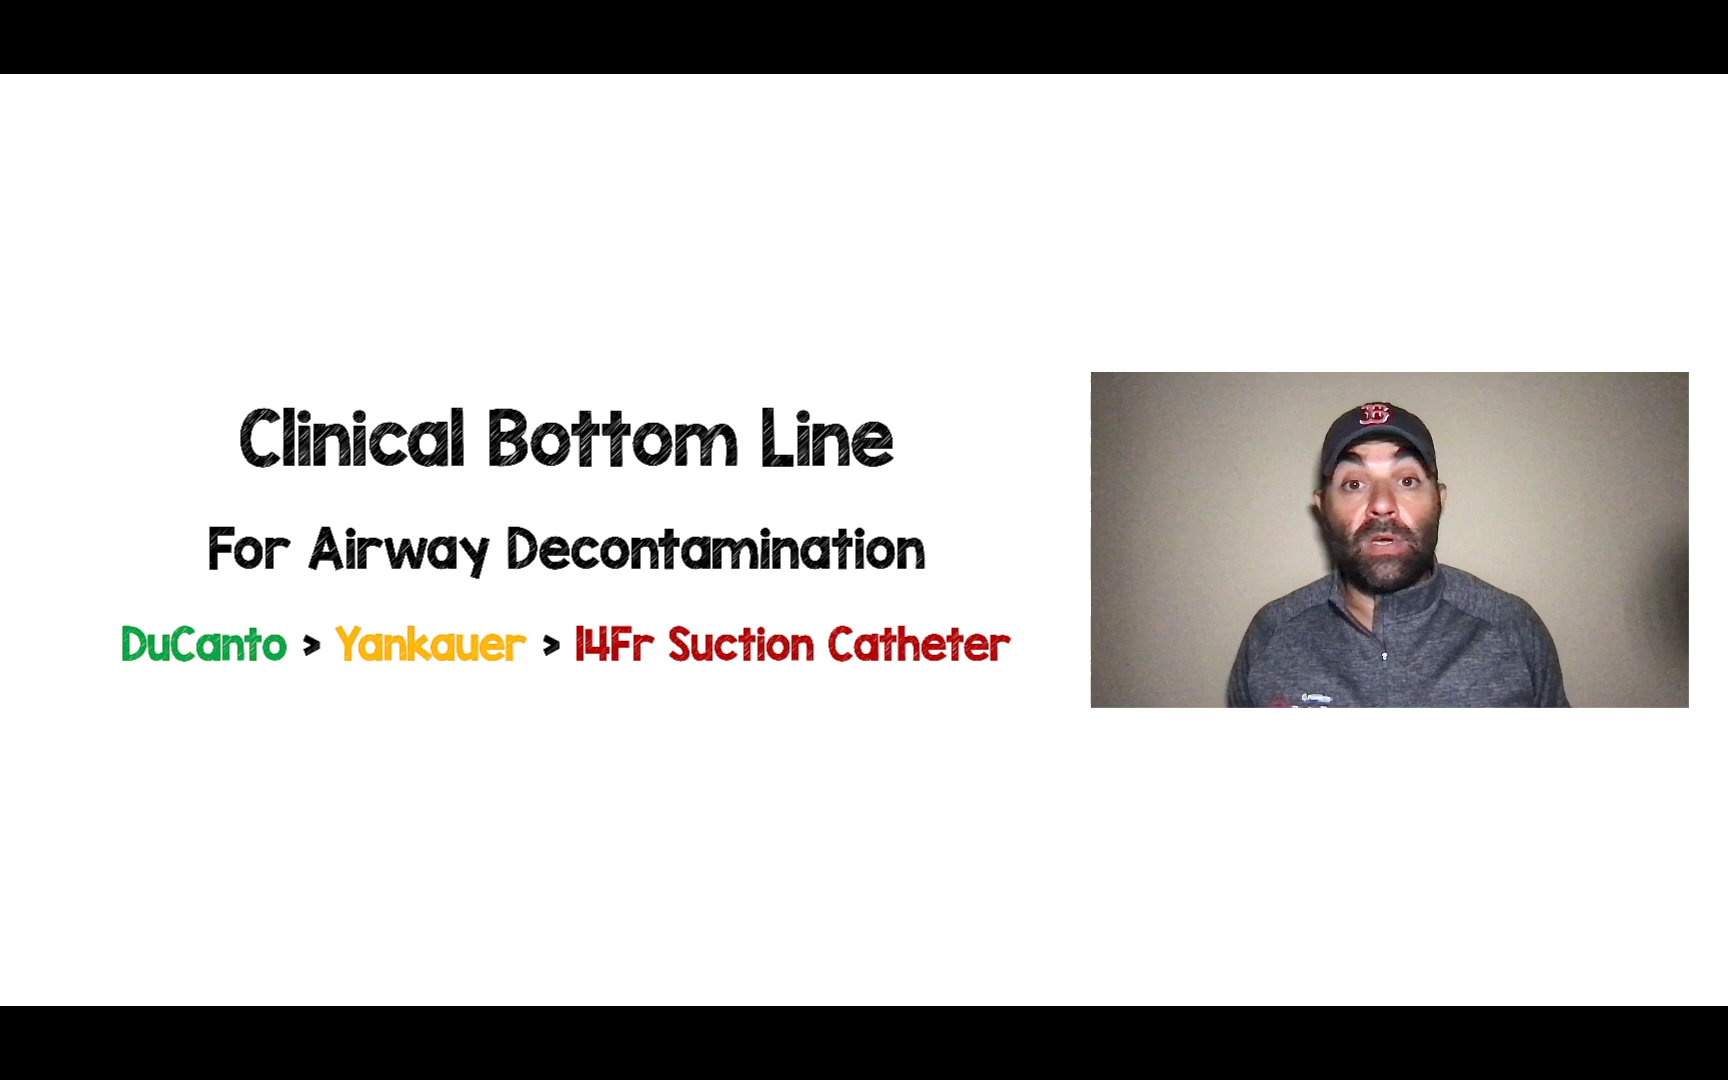 Clinical Bottom Line
For Airway Decontamination
DuCanto > Yankauer > 14Fr Suction Catheter
B